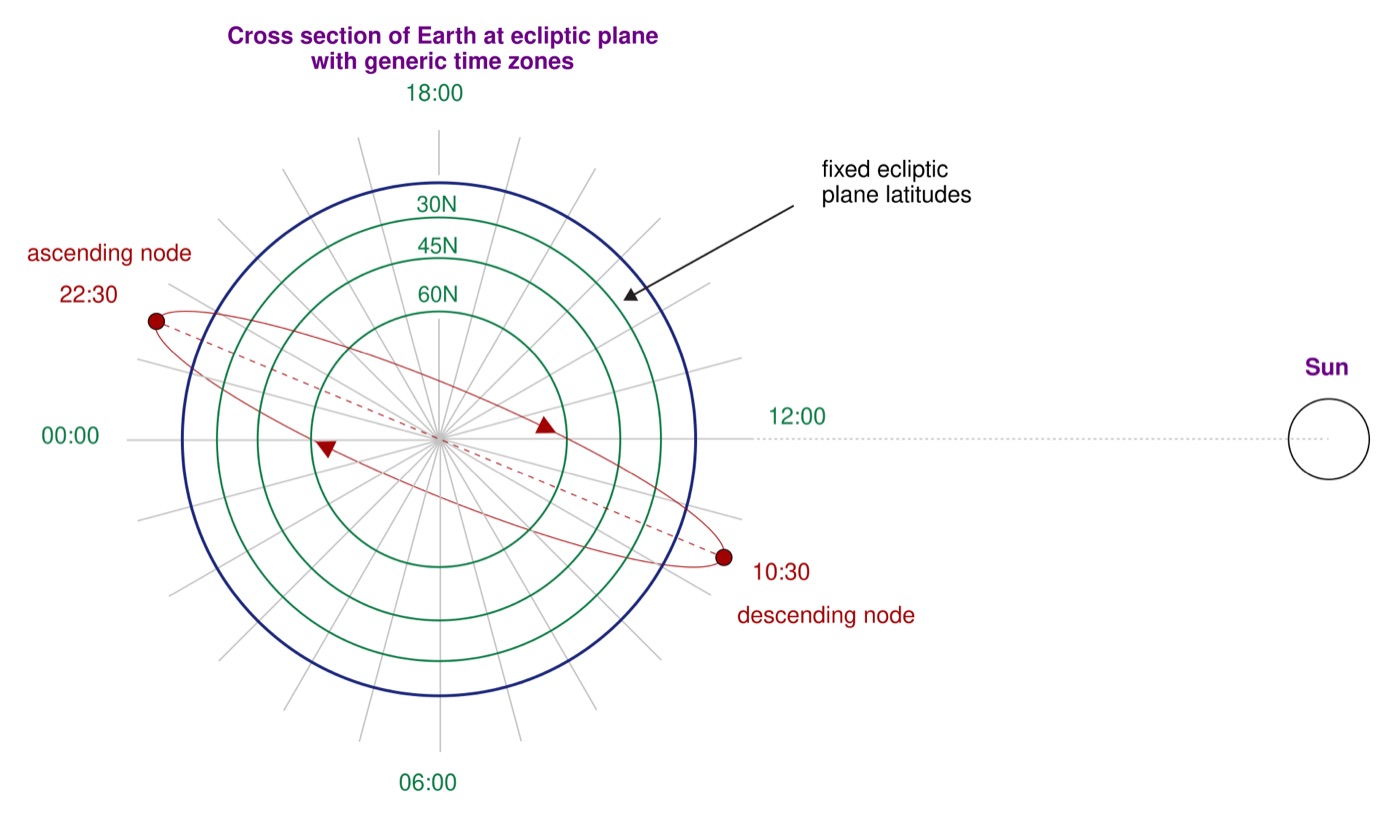 Cross section of Earth at ecliptic plane
with generic time zones
18:00
fixed ecliptic
plane latitudes
30N
45N
60N
ascending node
22:30
Sun
12:00
00:00
10:30
descending node
06:00